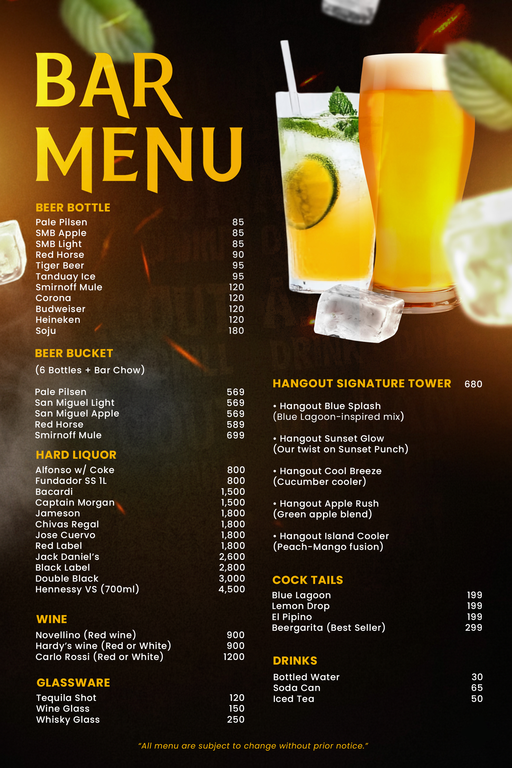 BAR
MENU
BEER BOTTLE
Pale Pilsen 85
SMB Apple 85
SMB Light 85
Red Horse 90
Tiger Beer 95
Tanduay Ice 95
Smirnoff Mule 120
Corona 120
Budweiser 120
Heineken 120
Soju 180
BEER BUCKET
(6 Bottles + Bar Chow)
Pale Pilsen 569
San Miguel Light 569
San Miguel Apple 569
Red Horse 589
Smirnoff Mule 699
HARD LIQUOR
Alfonso w/ Coke 800
Fundador SS 1L 800
Bacardi 1,500
Captain Morgan 1,500
Jameson 1,800
Chivas Regal 1,800
Jose Cuervo 1,800
Red Label 1,800
Jack Daniel's 2,600
Black Label 2,800
Double Black 3,000
Hennesy VS (700ml) 4,500
WINE
Novellino (Red wine) 900
Hardy's wine (Red or White) 900
Carlo Rossi (Red or White) 1200
GLASSWARE
Tequila Shot 120
Wine Glass 150
Whisky Glass 250
HANGOUT SIGNATURE TOWER 680
• Hangout Blue Splash
(Blue Lagoon-inspired mix)
• Hangout Sunset Glow
(Our twist on Sunset Punch)
• Hangout Cool Breeze
(Cucumber cooler)
• Hangout Apple Rush
(Green apple blend)
• Hangout Island Cooler
(Peach-Mango fusion)
COCK TAILS
Blue Lagoon 199
Lemon Drop 199
El Pipino 199
Beergarita (Best Seller) 299
DRINKS
Bottled Water 30
Soda Can 65
Iced Tea 50
"All menu are subject to change without prior notice."